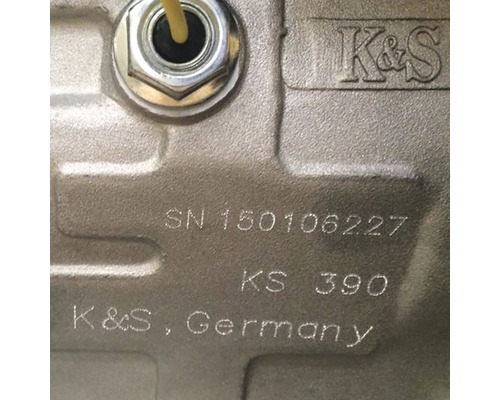 K&S
SN 150106227
KS 390
K&S, Germany